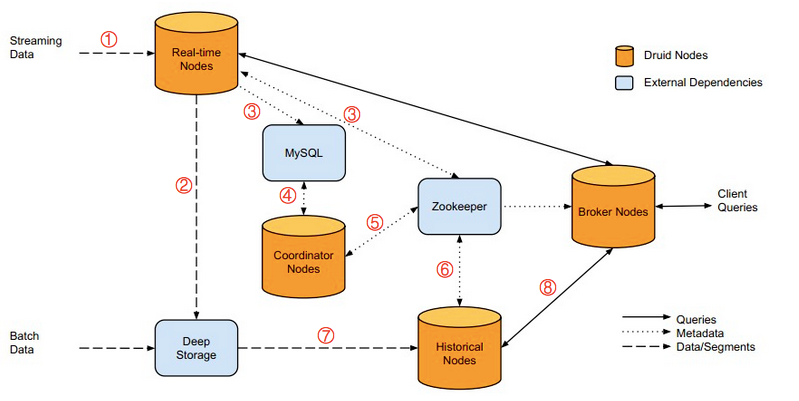 Streaming
Data
①
Real-time
Nodes
Druid Nodes
External Dependencies
③
③
MySQL
②
④
⑤
Zookeeper
Broker Nodes
Client
Queries
Coordinator
Nodes
⑥
⑧
Batch
Data
Deep
Storage
⑦
Historical
Nodes
Queries
Metadata
Data/Segments